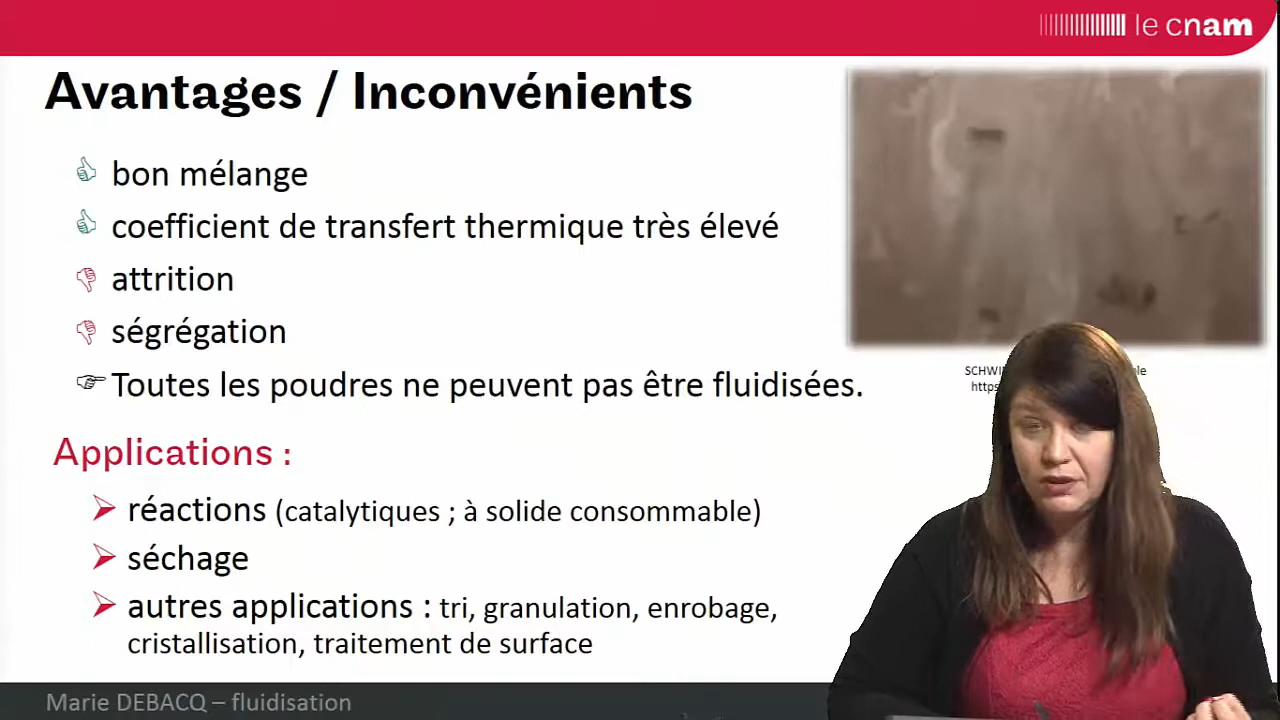 le cnam
Avantages / Inconvénients
bon mélange
coefficient de transfert thermique très élevé
attrition
ségrégation
Toutes les poudres ne peuvent pas être fluidisées.
Applications :
réactions (catalytiques ; à solide consommable)
séchage
autres applications : tri, granulation, enrobage,
cristallisation, traitement de surface
Marie DEBACQ – fluidisation